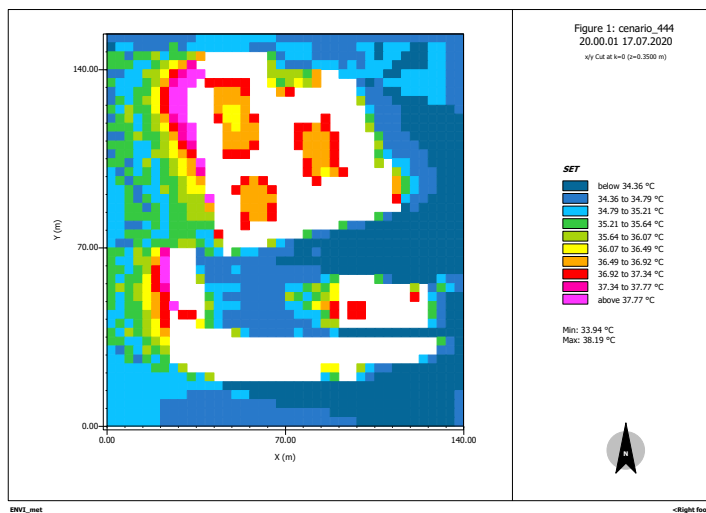 Figure 1: cenario_444
20.00.01 17.07.2020
x/y Cut at k=0 (z=0.3500 m)
140.00
70.00
0.00
Y (m)
0.00
70.00
140.00
X (m)
SET
below 34.36 °C
34.36 to 34.79 °C
34.79 to 35.21 °C
35.21 to 35.64 °C
35.64 to 36.07 °C
36.07 to 36.49 °C
36.49 to 36.92 °C
36.92 to 37.34 °C
37.34 to 37.77 °C
above 37.77 °C
Min: 33.94 °C
Max: 38.19 °C
N
ENVI_met
<Right foo